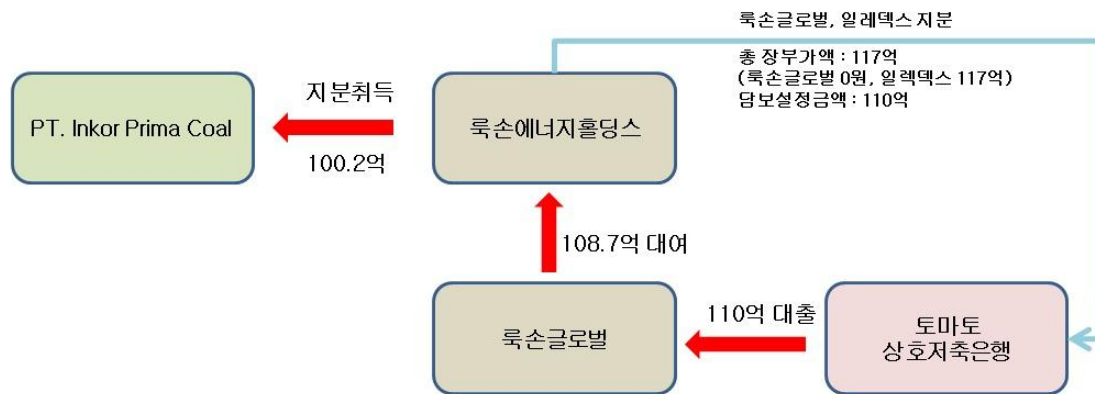 룩손글로벌, 일레덱스 지분
총 장부가액 : 117억
(룩손글로벌 0원, 일렉덱스 117억)
담보설정금액 : 110억
지분취득
PT. Inkor Prima Coal
룩손에너지홀딩스
100.2억
108.7억 대여
110억 대출
룩손글로벌
토마토
상호저축은행